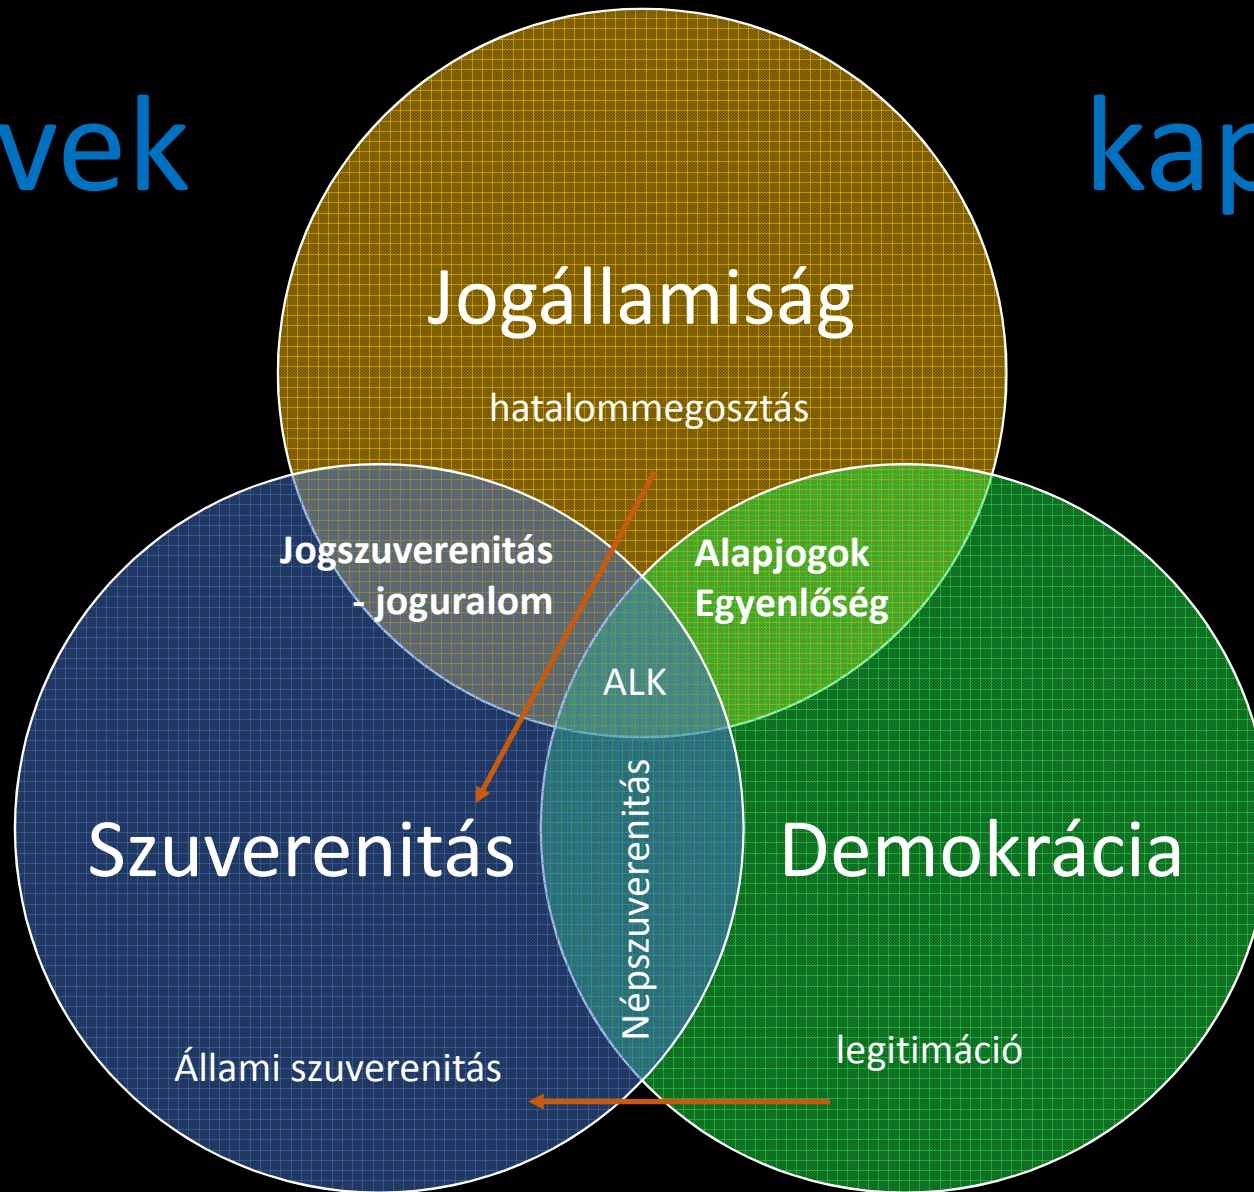 vek
kap
Jogállamiság
hatalommegosztás
Jogszuverenitás
- joguralom
Alapjogok
Egyenlőség
ALK
Népszuverenitás
Szuverenitás
Demokrácia
Állami szuverenitás
legitimáció